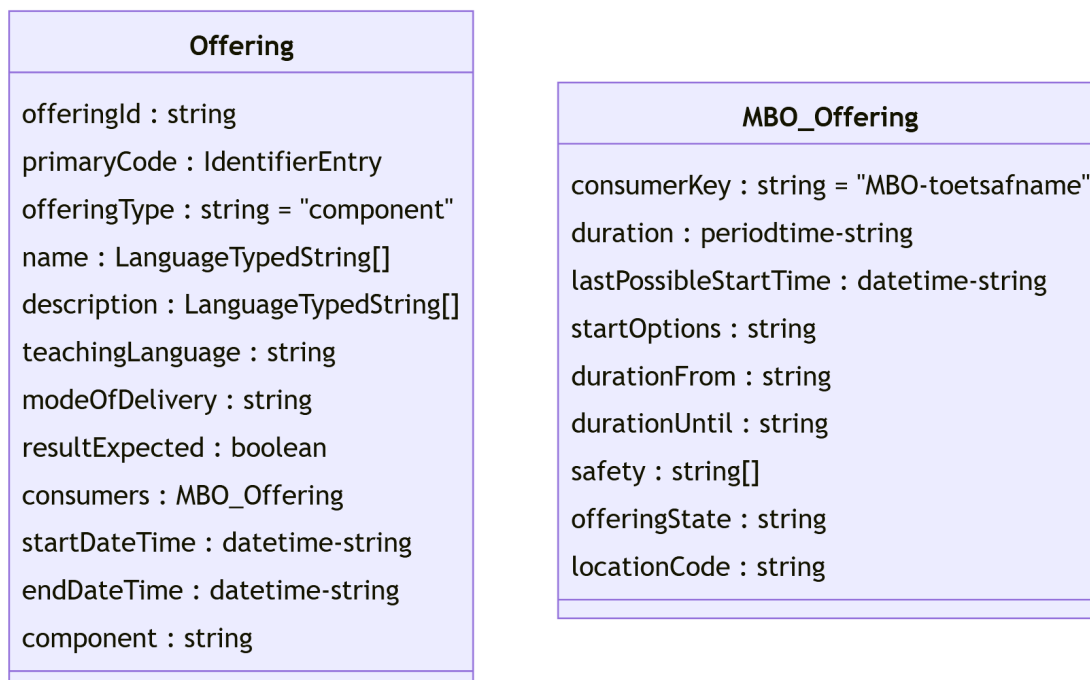 Offering
offeringId : string
primaryCode : IdentifierEntry
offeringType : string = "component"
name : LanguageTypedString[]
description : LanguageTypedString[]
teachingLanguage : string
modeOfDelivery : string
resultExpected : boolean
consumers : MBO_Offering
startDateTime : datetime-string
endDateTime : datetime-string
component : string
MBO_Offering
consumerKey : string = "MBO-toetsafname"
duration : periodtime-string
lastPossibleStartTime : datetime-string
startOptions : string
durationFrom : string
durationUntil : string
safety : string[]
offeringState : string
locationCode : string